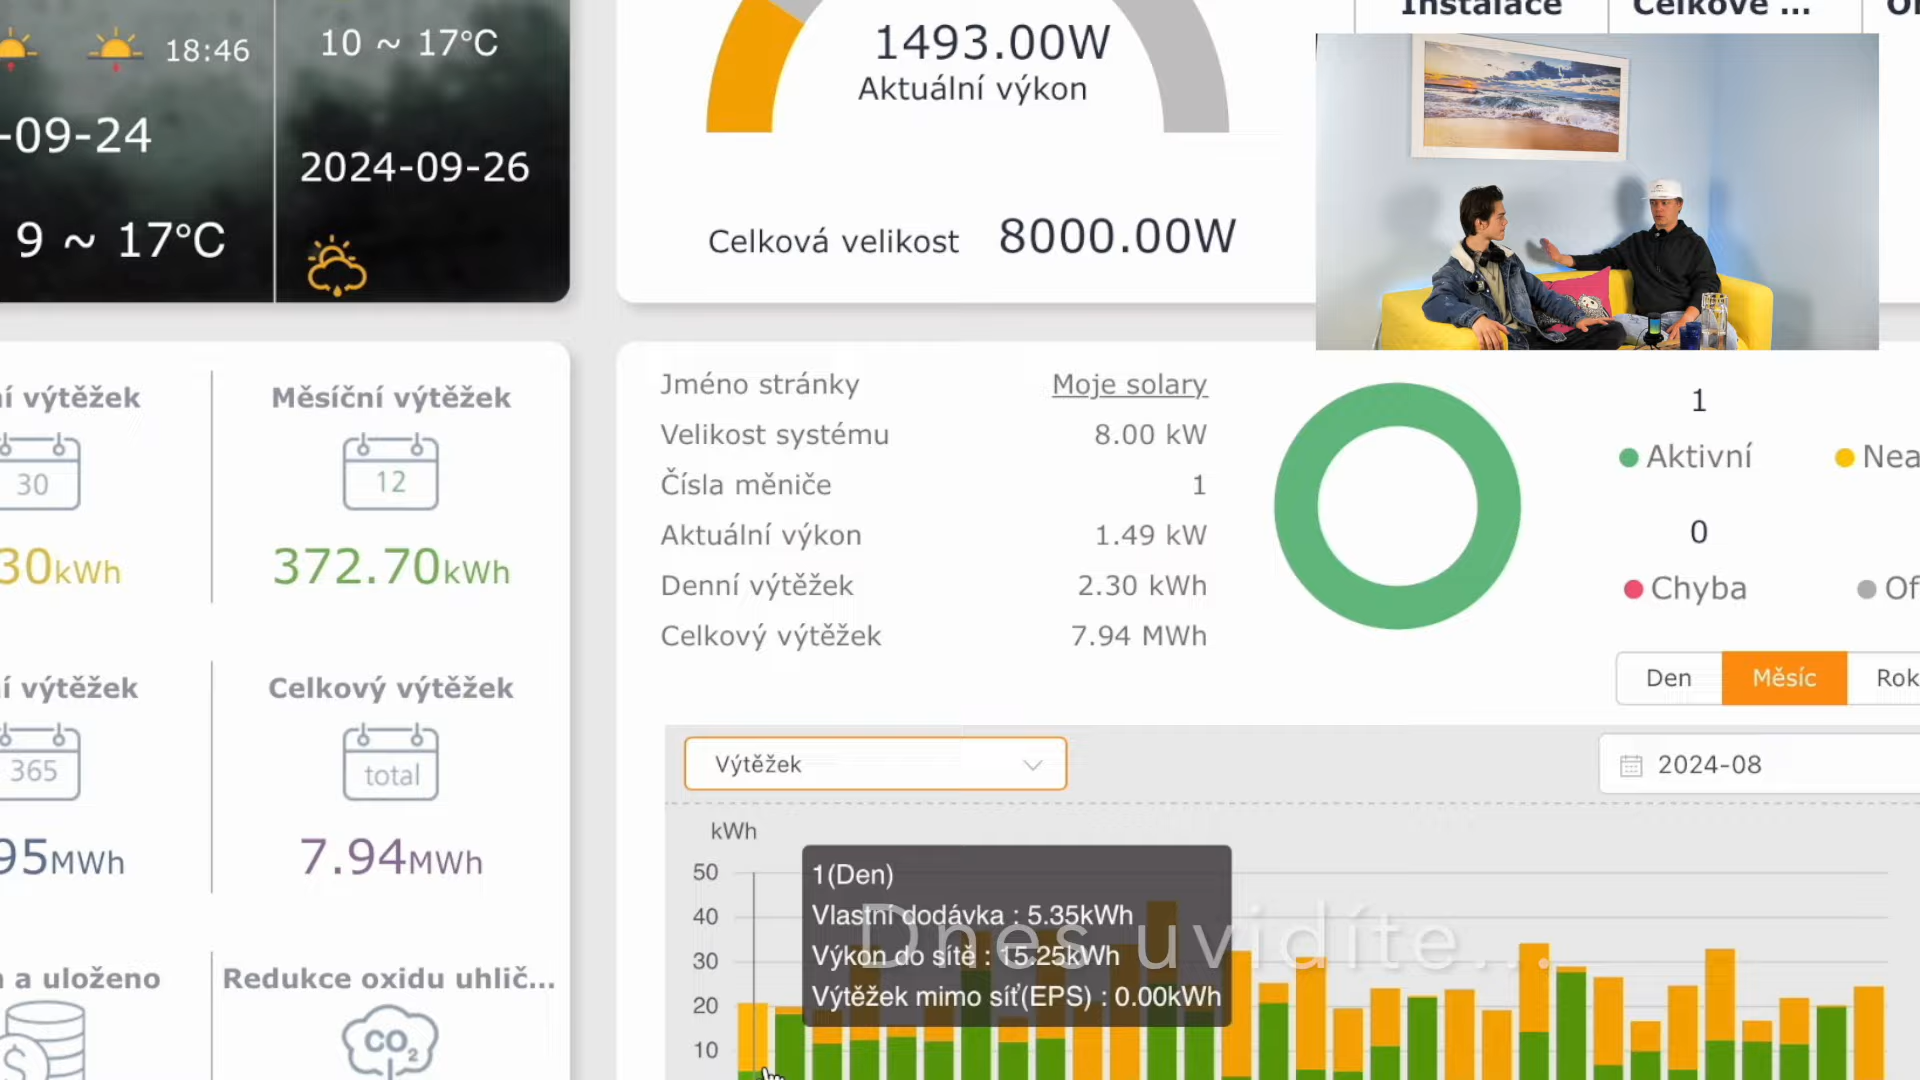 18:46
10 ~ 17°C
-09-24
2024-09-26
9 ~ 17°C
1493.00W
Aktuální výkon
Celková velikost 8000.00W
Instalace
Celkové ...
í výtěžek
30
30kWh
Měsíční výtěžek
12
372.70kWh
í výtěžek
365
95MWh
Celkový výtěžek
total
7.94MWh
a uloženo
$
Redukce oxidu uhlič...
CO2
Jméno stránky Moje solary
Velikost systému 8.00 kW
Čísla měniče 1
Aktuální výkon 1.49 kW
Denní výtěžek 2.30 kWh
Celkový výtěžek 7.94 MWh
1
Aktivní
Nea
0
Chyba
Of
Den Měsíc Rok
Výtěžek
2024-08
kWh
50
40
30
20
10
1(Den)
Vlastní dodávka : 5.35kWh
Výkon do sítě : 15.25kWh
Výtěžek mimo síť(EPS) : 0.00kWh
Dnes uvidíte...